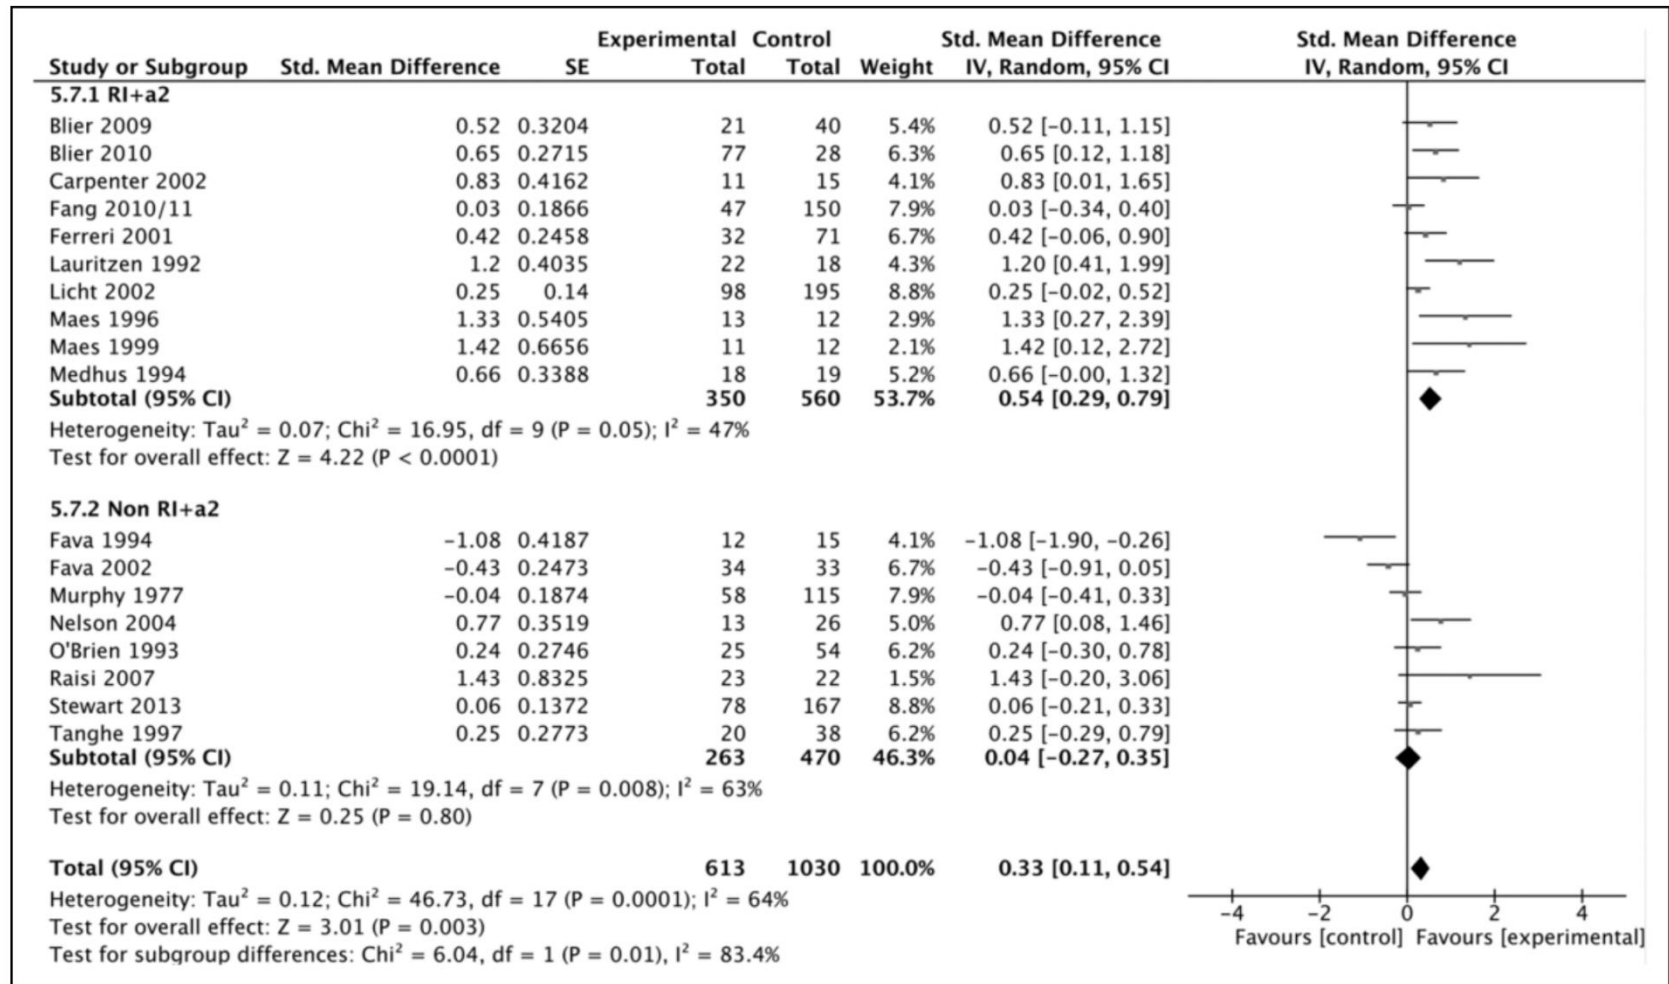 Experimental Control Std. Mean Difference Std. Mean Difference
Study or Subgroup Std. Mean Difference SE Total Total Weight IV, Random, 95% CI IV, Random, 95% CI
5.7.1 RI+a2
Blier 2009 0.52 0.3204 21 40 5.4% 0.52 [−0.11, 1.15]
Blier 2010 0.65 0.2715 77 28 6.3% 0.65 [0.12, 1.18]
Carpenter 2002 0.83 0.4162 11 15 4.1% 0.83 [0.01, 1.65]
Fang 2010/11 0.03 0.1866 47 150 7.9% 0.03 [−0.34, 0.40]
Ferreri 2001 0.42 0.2458 32 71 6.7% 0.42 [−0.06, 0.90]
Lauritzen 1992 1.2 0.4035 22 18 4.3% 1.20 [0.41, 1.99]
Licht 2002 0.25 0.14 98 195 8.8% 0.25 [−0.02, 0.52]
Maes 1996 1.33 0.5405 13 12 2.9% 1.33 [0.27, 2.39]
Maes 1999 1.42 0.6656 11 12 2.1% 1.42 [0.12, 2.72]
Medhus 1994 0.66 0.3388 18 19 5.2% 0.66 [−0.00, 1.32]
Subtotal (95% CI) 350 560 53.7% 0.54 [0.29, 0.79]
Heterogeneity: Tau² = 0.07; Chi² = 16.95, df = 9 (P = 0.05); I² = 47%
Test for overall effect: Z = 4.22 (P < 0.0001)
5.7.2 Non RI+a2
Fava 1994 −1.08 0.4187 12 15 4.1% −1.08 [−1.90, −0.26]
Fava 2002 −0.43 0.2473 34 33 6.7% −0.43 [−0.91, 0.05]
Murphy 1977 −0.04 0.1874 58 115 7.9% −0.04 [−0.41, 0.33]
Nelson 2004 0.77 0.3519 13 26 5.0% 0.77 [0.08, 1.46]
O'Brien 1993 0.24 0.2746 25 54 6.2% 0.24 [−0.30, 0.78]
Raisi 2007 1.43 0.8325 23 22 1.5% 1.43 [−0.20, 3.06]
Stewart 2013 0.06 0.1372 78 167 8.8% 0.06 [−0.21, 0.33]
Tanghe 1997 0.25 0.2773 20 38 6.2% 0.25 [−0.29, 0.79]
Subtotal (95% CI) 263 470 46.3% 0.04 [−0.27, 0.35]
Heterogeneity: Tau² = 0.11; Chi² = 19.14, df = 7 (P = 0.008); I² = 63%
Test for overall effect: Z = 0.25 (P = 0.80)
Total (95% CI) 613 1030 100.0% 0.33 [0.11, 0.54]
Heterogeneity: Tau² = 0.12; Chi² = 46.73, df = 17 (P = 0.0001); I² = 64%
Test for overall effect: Z = 3.01 (P = 0.003)
Test for subgroup differences: Chi² = 6.04, df = 1 (P = 0.01), I² = 83.4%
−4 −2 0 2 4
Favours [control] Favours [experimental]